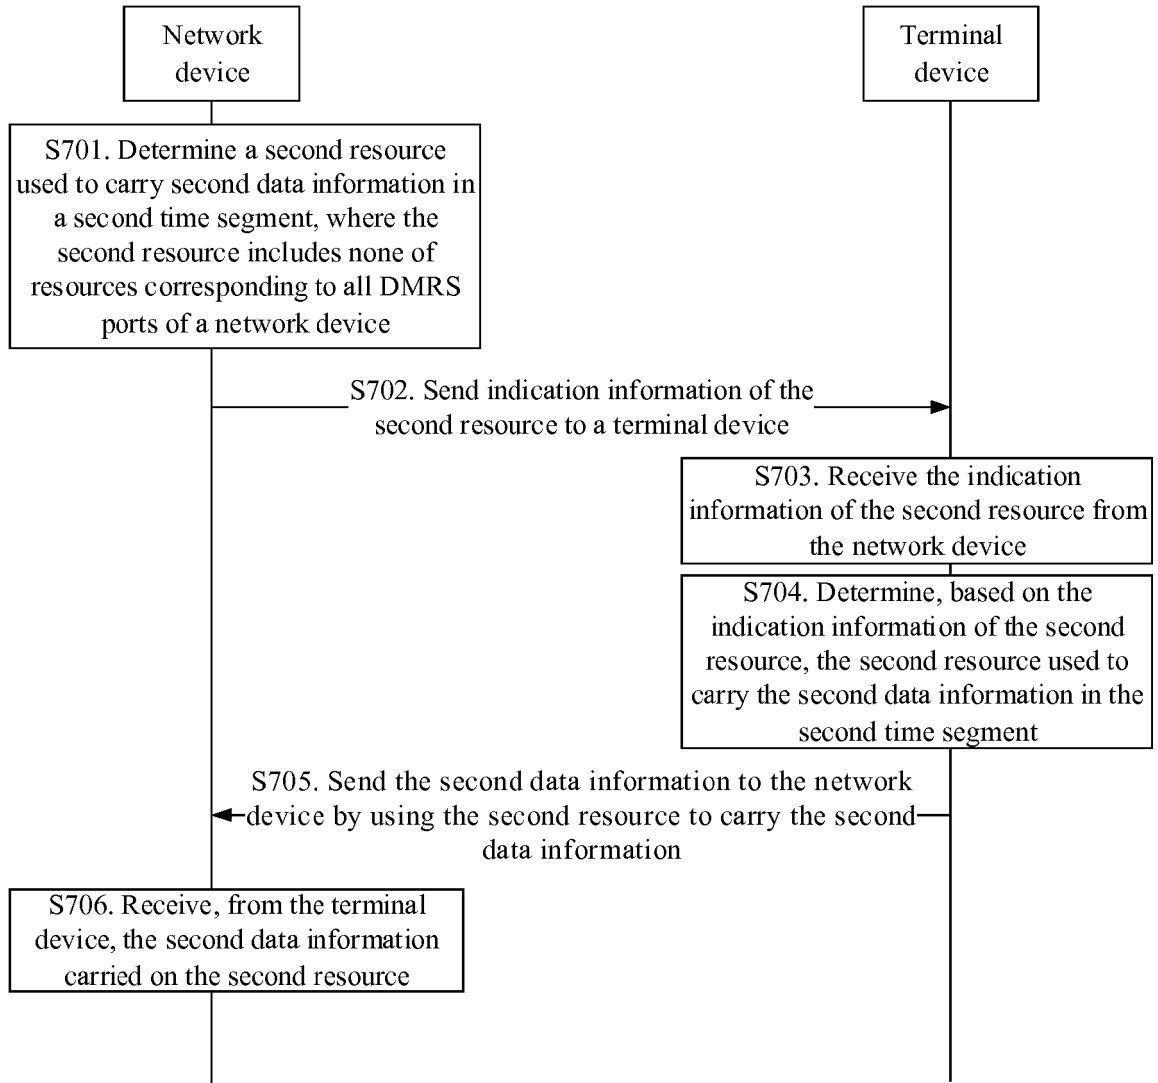 Network
device
Terminal
device
S701. Determine a second resource
used to carry second data information in
a second time segment, where the
second resource includes none of
resources corresponding to all DMRS
ports of a network device
S702. Send indication information of the
second resource to a terminal device
S703. Receive the indication
information of the second resource from
the network device
S704. Determine, based on the
indication information of the second
resource, the second resource used to
carry the second data information in the
second time segment
S705. Send the second data information to the network
device by using the second resource to carry the second
data information
S706. Receive, from the terminal
device, the second data information
carried on the second resource